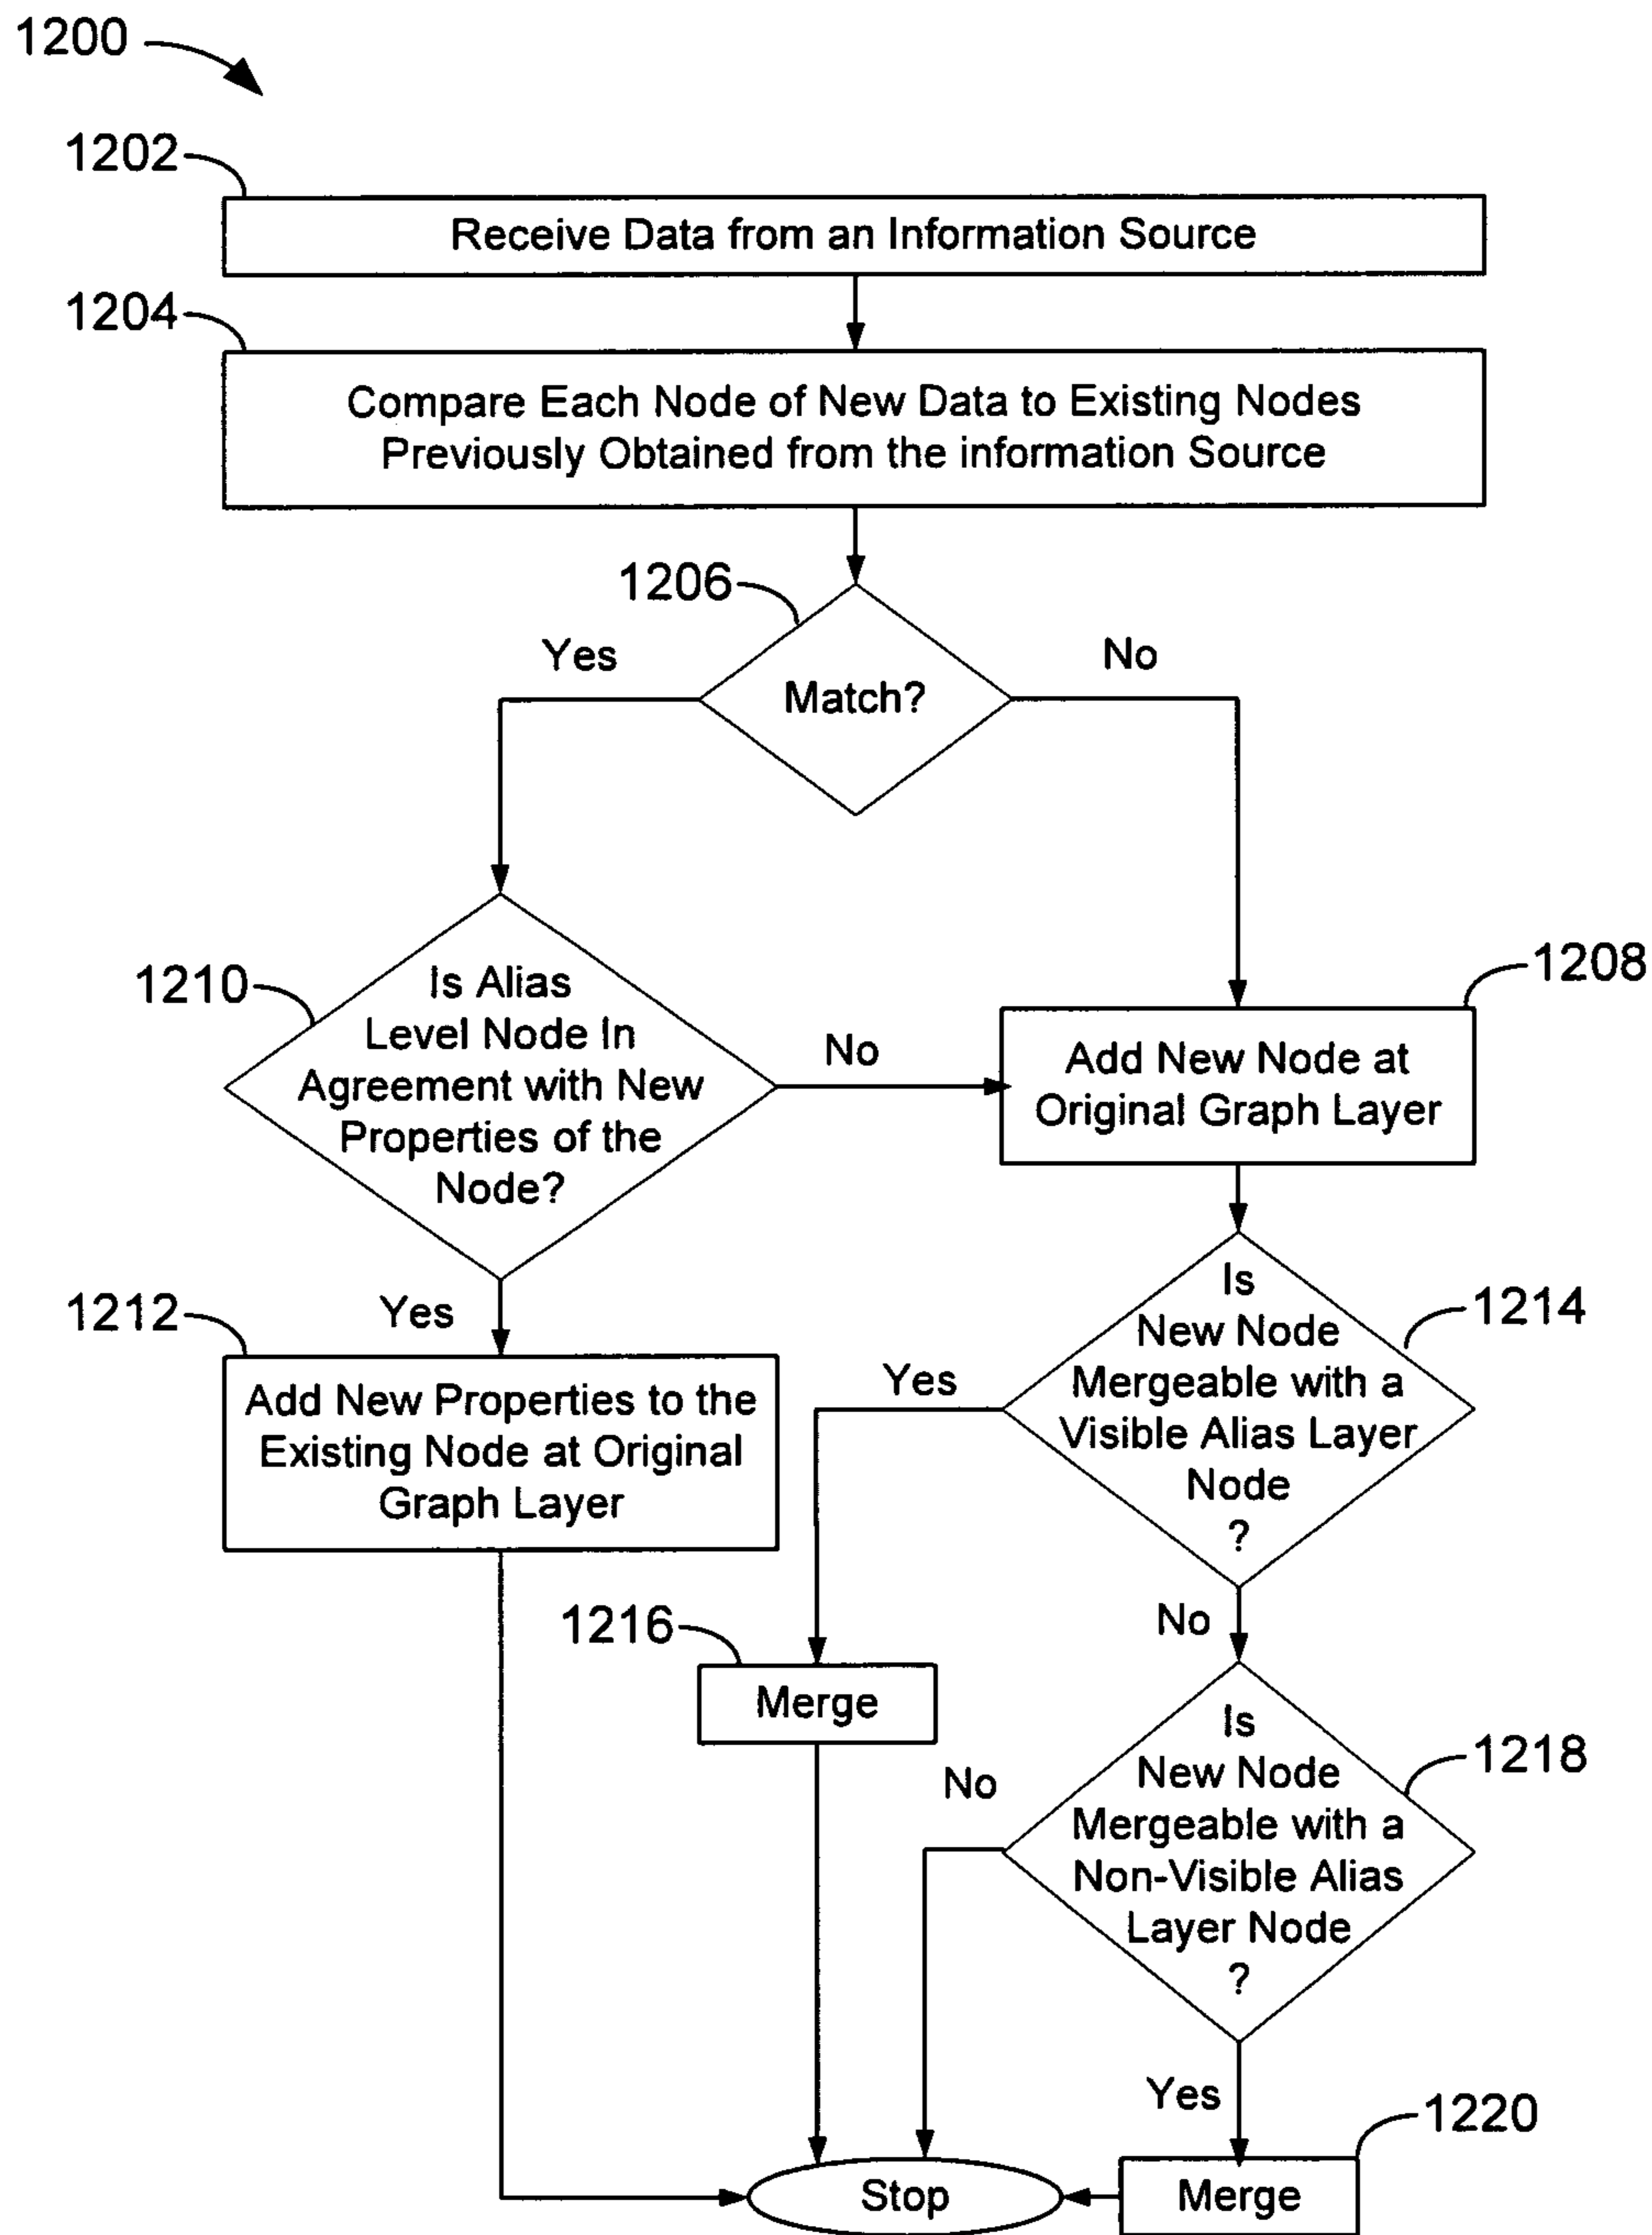 1200
1202
Receive Data from an Information Source
1204
Compare Each Node of New Data to Existing Nodes
Previously Obtained from the information Source
1206
Yes
No
Match?
1210
Is Alias
Level Node In
Agreement with New
Properties of the
Node?
No
1208
Add New Node at
Original Graph Layer
Yes
1212
Add New Properties to the
Existing Node at Original
Graph Layer
1214
Is
New Node
Mergeable with a
Visible Alias Layer
Node
?
Yes
No
1216
Merge
1218
Is
New Node
Mergeable with a
Non-Visible Alias
Layer Node
?
No
Yes
1220
Merge
Stop